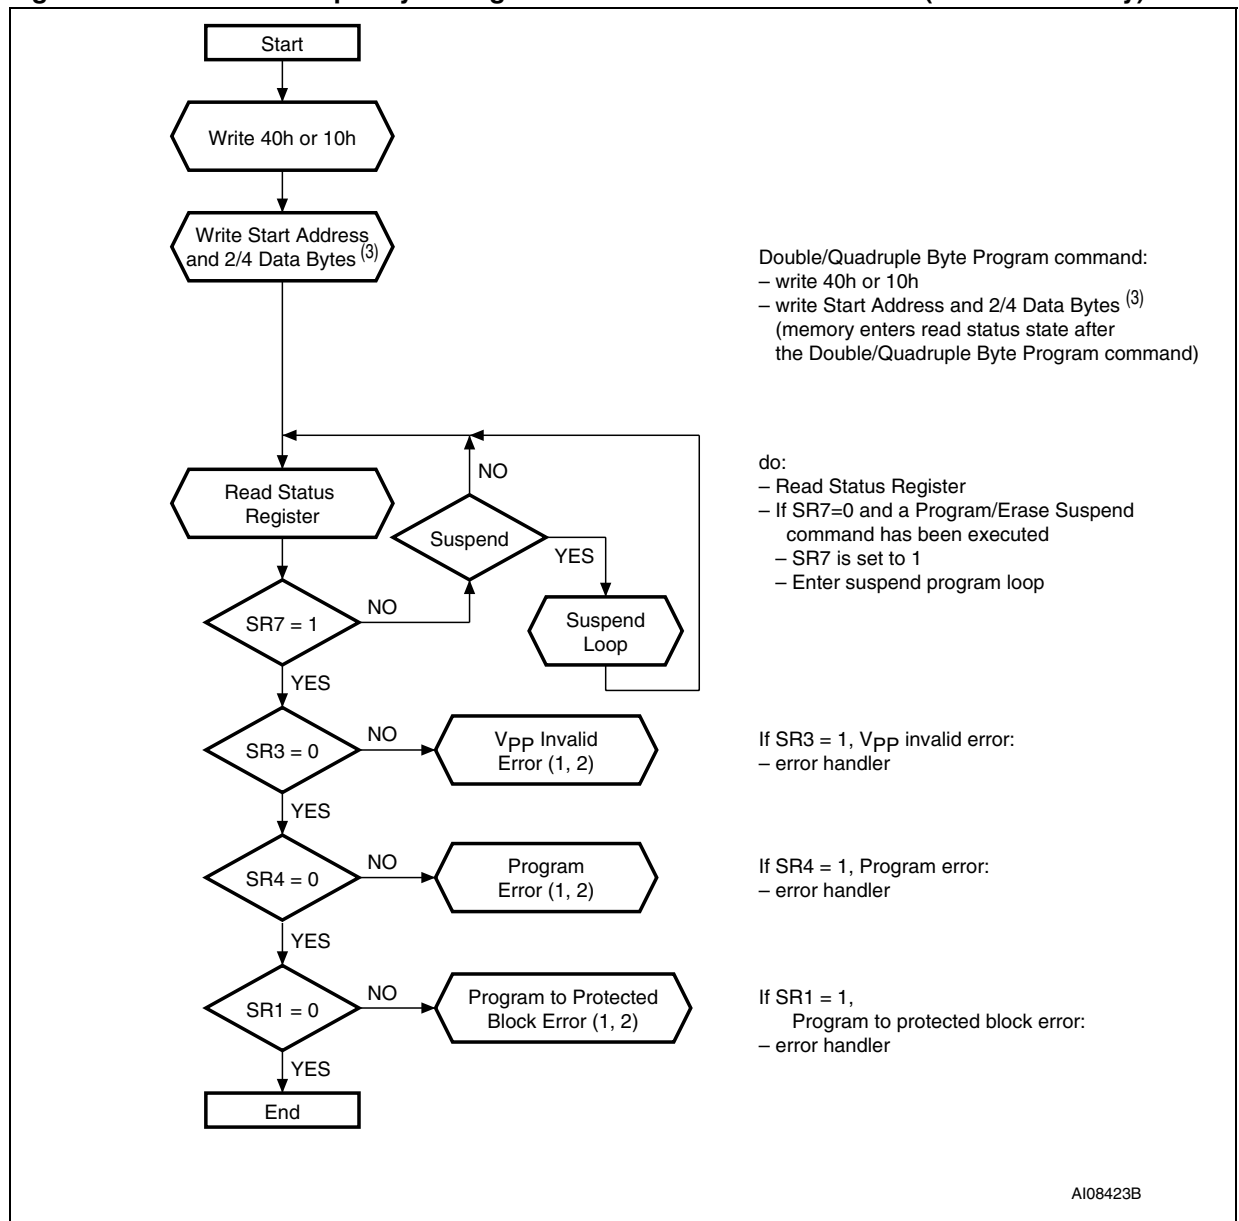 Start
Write 40h or 10h
Write Start Address
and 2/4 Data Bytes (3)
Double/Quadruple Byte Program command:
– write 40h or 10h
– write Start Address and 2/4 Data Bytes (3)
(memory enters read status state after
the Double/Quadruple Byte Program command)
Read Status
Register
NO
Suspend
YES
Suspend
Loop
SR7 = 1
NO
YES
do:
– Read Status Register
– If SR7=0 and a Program/Erase Suspend
command has been executed
– SR7 is set to 1
– Enter suspend program loop
SR3 = 0
NO
YES
VPP Invalid
Error (1, 2)
If SR3 = 1, VPP invalid error:
– error handler
SR4 = 0
NO
YES
Program
Error (1, 2)
If SR4 = 1, Program error:
– error handler
SR1 = 0
NO
YES
Program to Protected
Block Error (1, 2)
If SR1 = 1,
Program to protected block error:
– error handler
End
AI08423B